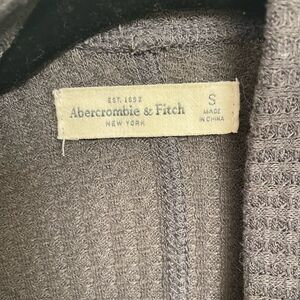 EST. 1892
Abercrombie & Fitch
NEW YORK
S
MADE
IN CHINA